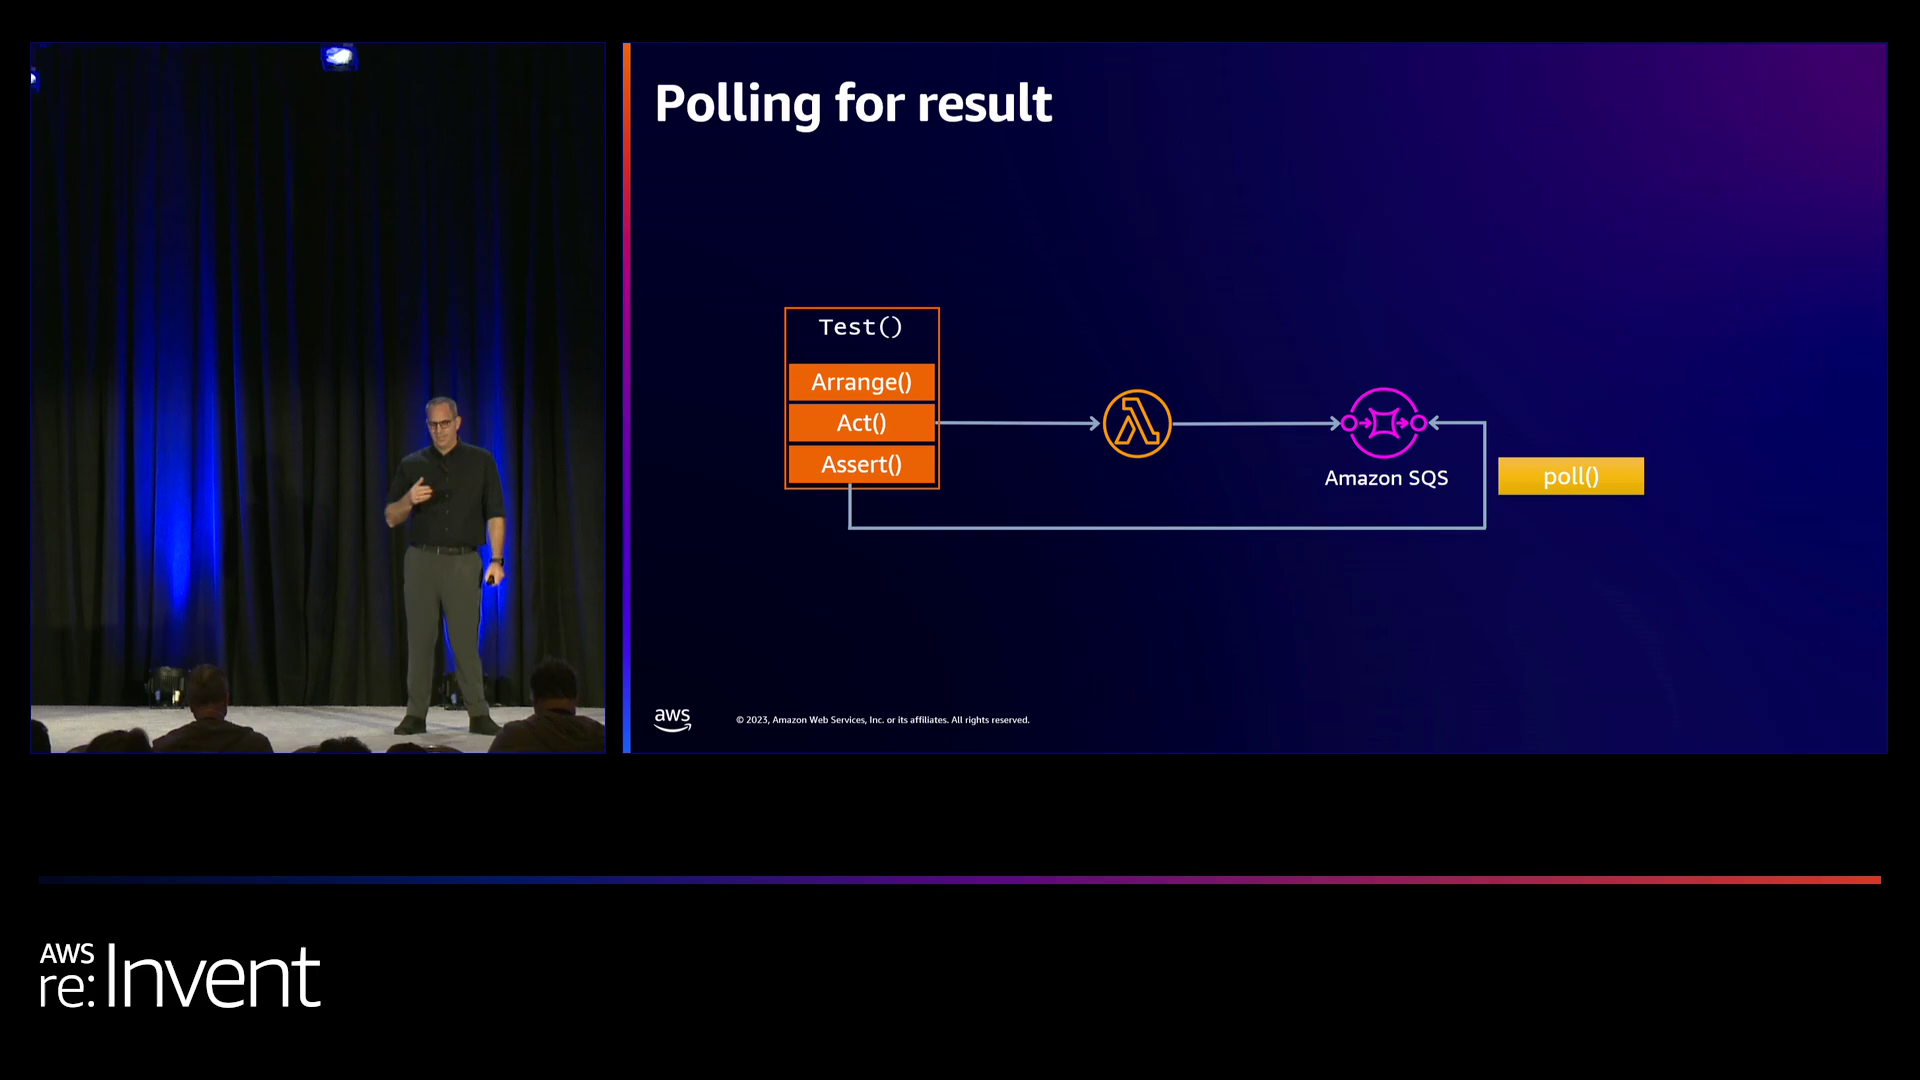 Polling for result
Test()
Arrange()
Act()
Assert()
Amazon SQS
poll()
aws
© 2023, Amazon Web Services, Inc. or its affiliates. All rights reserved.
AWS
re:Invent